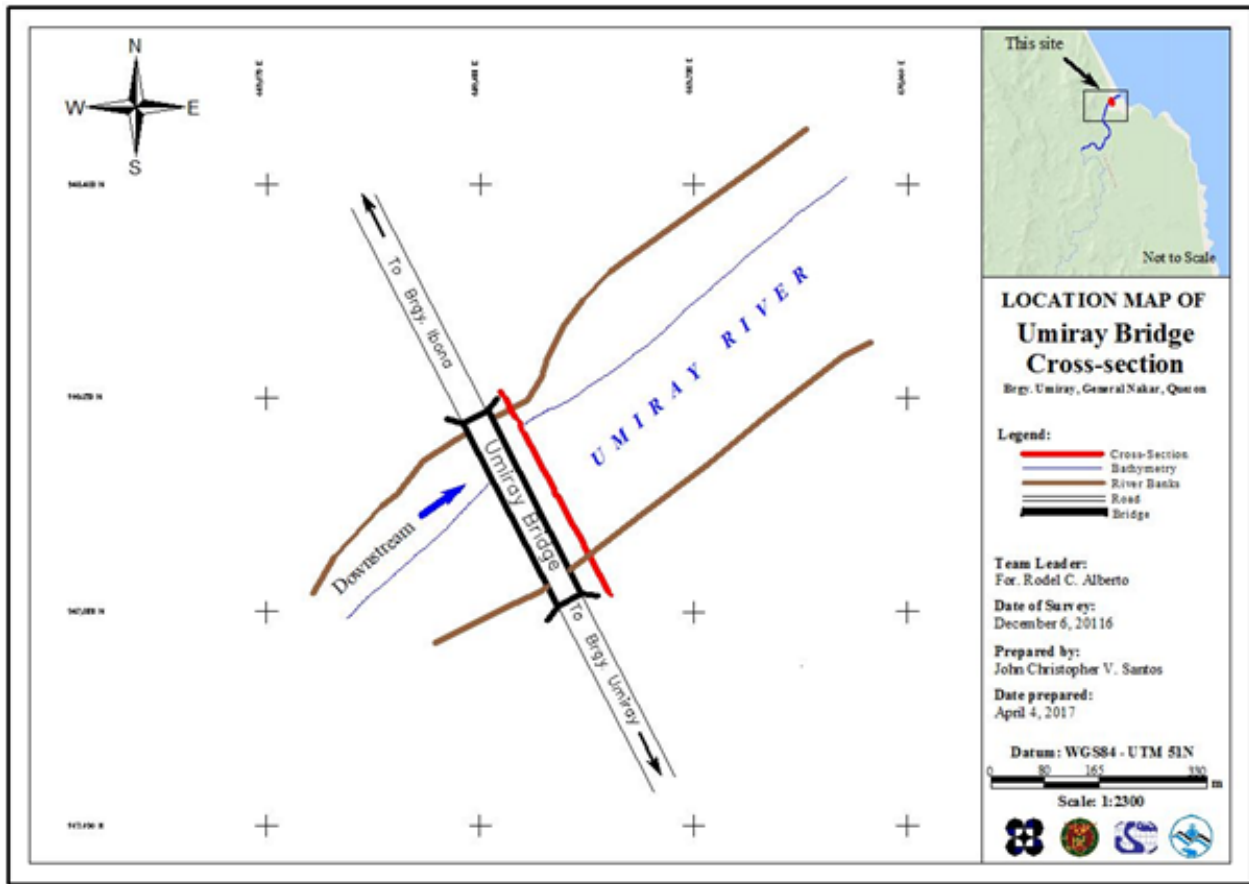 N
W
E
S
This site
Not to Scale
To Brgy. Ibona
UMIRAY RIVER
Umiray Bridge
Downstream
To Brgy. Umiray
LOCATION MAP OF
Umiray Bridge
Cross-section
Brgy. Umiray, General Nakar, Quezon
Legend:
Cross-Section
Bathymetry
River Banks
Road
Bridge
Team Leader:
For. Rodel C. Alberto
Date of Survey:
December 6, 20116
Prepared by:
John Christopher V. Santos
Date prepared:
April 4, 2017
Datum: WGS84 - UTM 51N
0 80 165 330
m
Scale: 1:2300